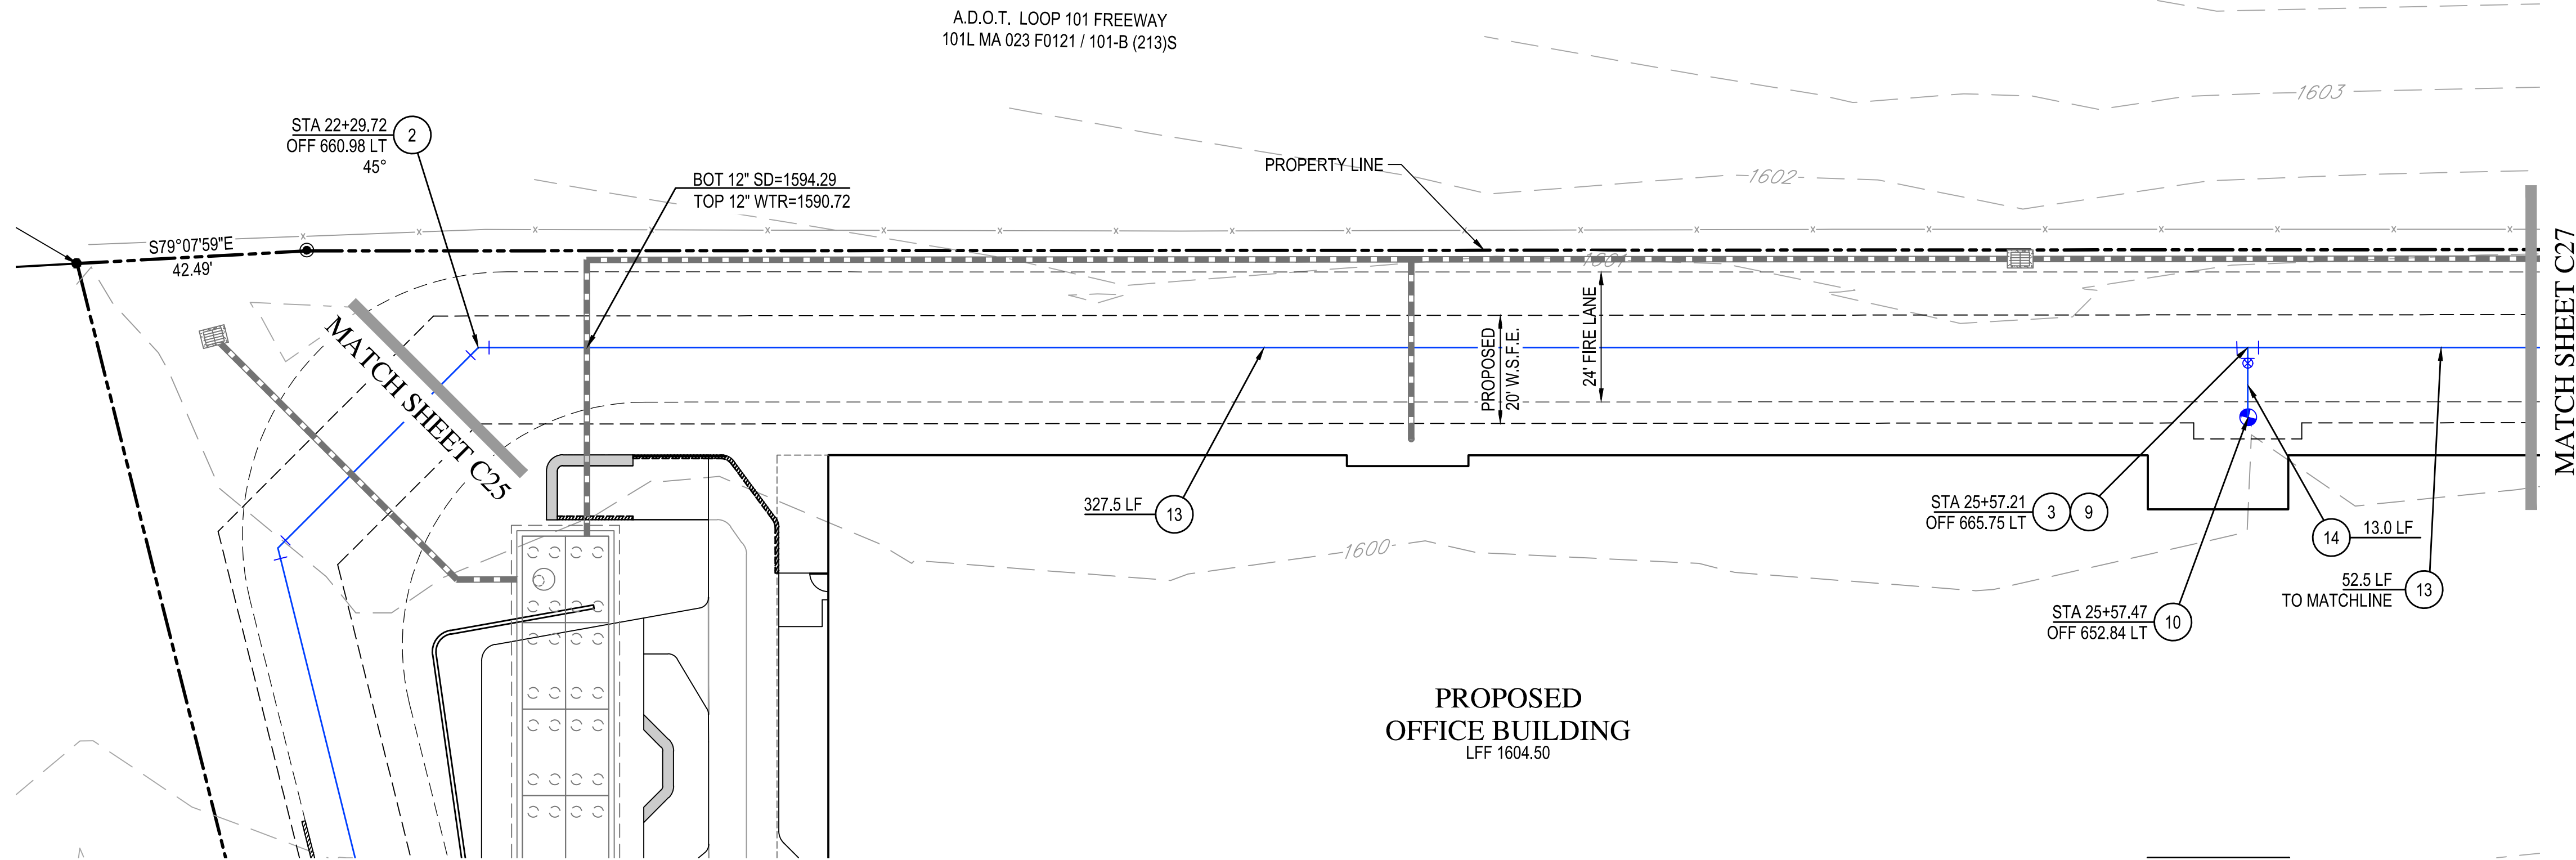 A.D.O.T. LOOP 101 FREEWAY
101L MA 023 F0121 / 101-B (213)S
1603
STA 22+29.72
OFF 660.98 LT
45°
2
BOT 12" SD=1594.29
TOP 12" WTR=1590.72
PROPERTY LINE
1602
S79°07'59"E
42.49'
1601
MATCH SHEET C25
PROPOSED
20' W.S.F.E.
24' FIRE LANE
MATCH SHEET C27
327.5 LF
13
STA 25+57.21
OFF 665.75 LT
3
9
14
13.0 LF
1600
52.5 LF
TO MATCHLINE
13
STA 25+57.47
OFF 652.84 LT
10
PROPOSED
OFFICE BUILDING
LFF 1604.50